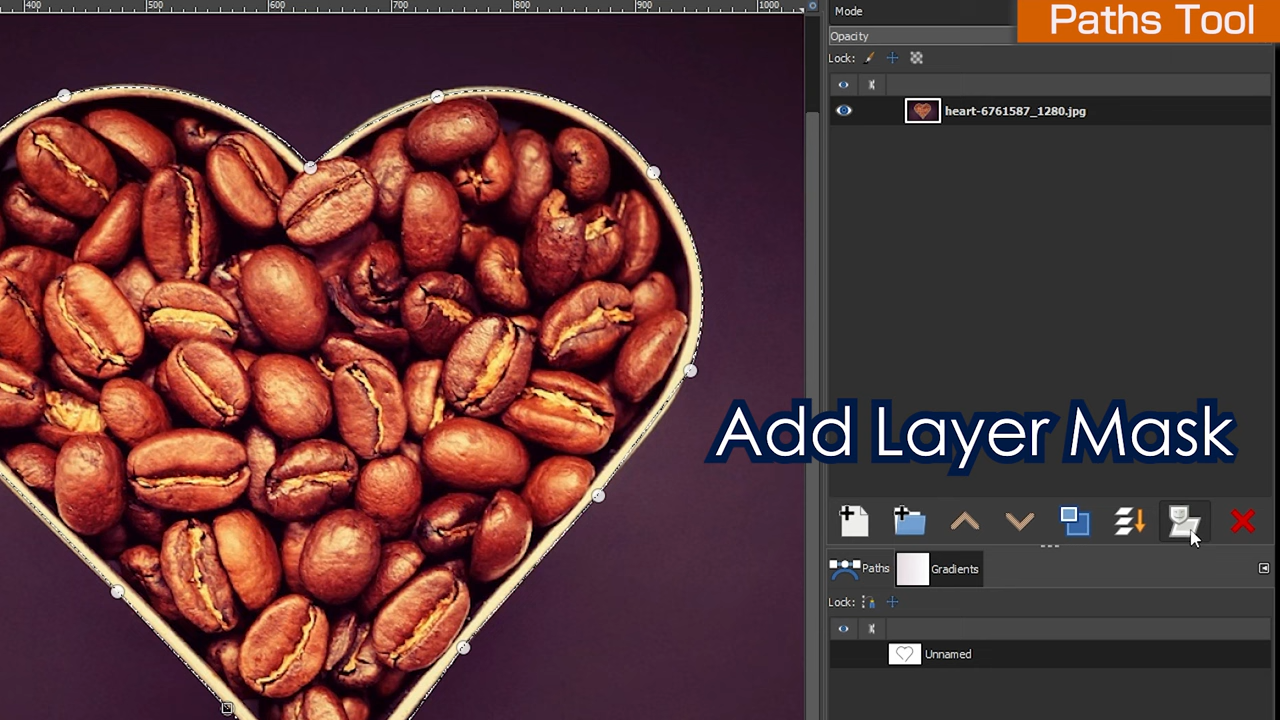 400 500 600 700 800 900 1000
Mode
Paths Tool
Opacity
Lock:
heart-6761587_1280.jpg
Add Layer Mask
Paths Gradients
Lock:
Unnamed